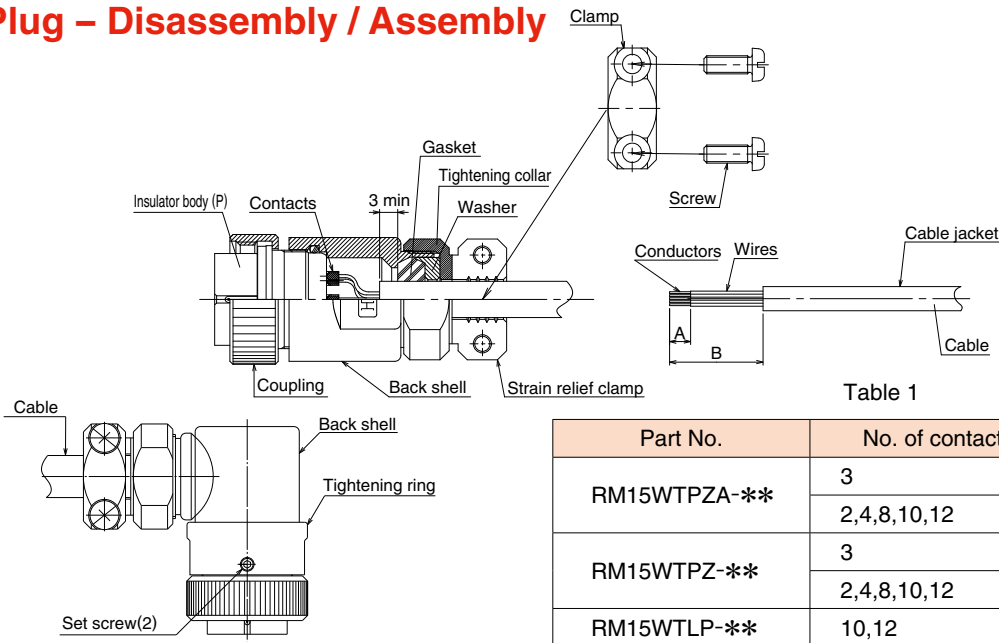 Plug – Disassembly / Assembly
Clamp
Screw
Gasket
Tightening collar
Washer
3 min
Contacts
Insulator body (P)
Coupling
Back shell
Strain relief clamp
Conductors
Wires
Cable jacket
A
B
Cable
Cable
Back shell
Tightening ring
Set screw(2)
Table 1
Part No.
No. of contac
RM15WTPZA-**
3
2,4,8,10,12
RM15WTPZ-**
3
2,4,8,10,12
RM15WTLP-**
10,12